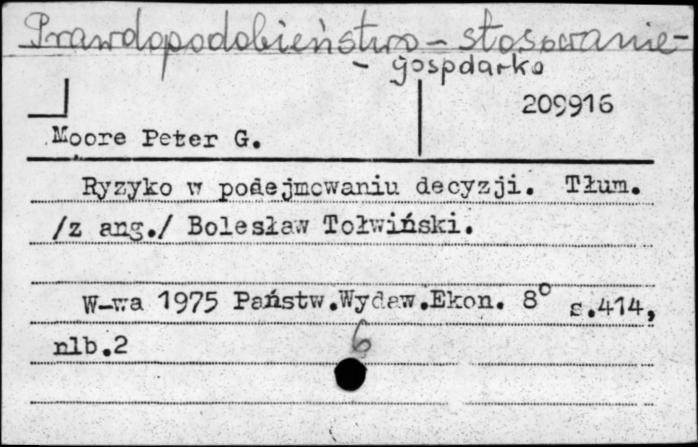 Prawdopodobieństwo - stosowanie -
- gospdarka
209916
Moore Peter G.
Ryzyko w podejmowaniu decyzji. Tłum.
/z ang./ Bolesław Tołwiński.
W-wa 1975 Państw.Wydaw.Ekon. 8° s.414,
nlb.2
6